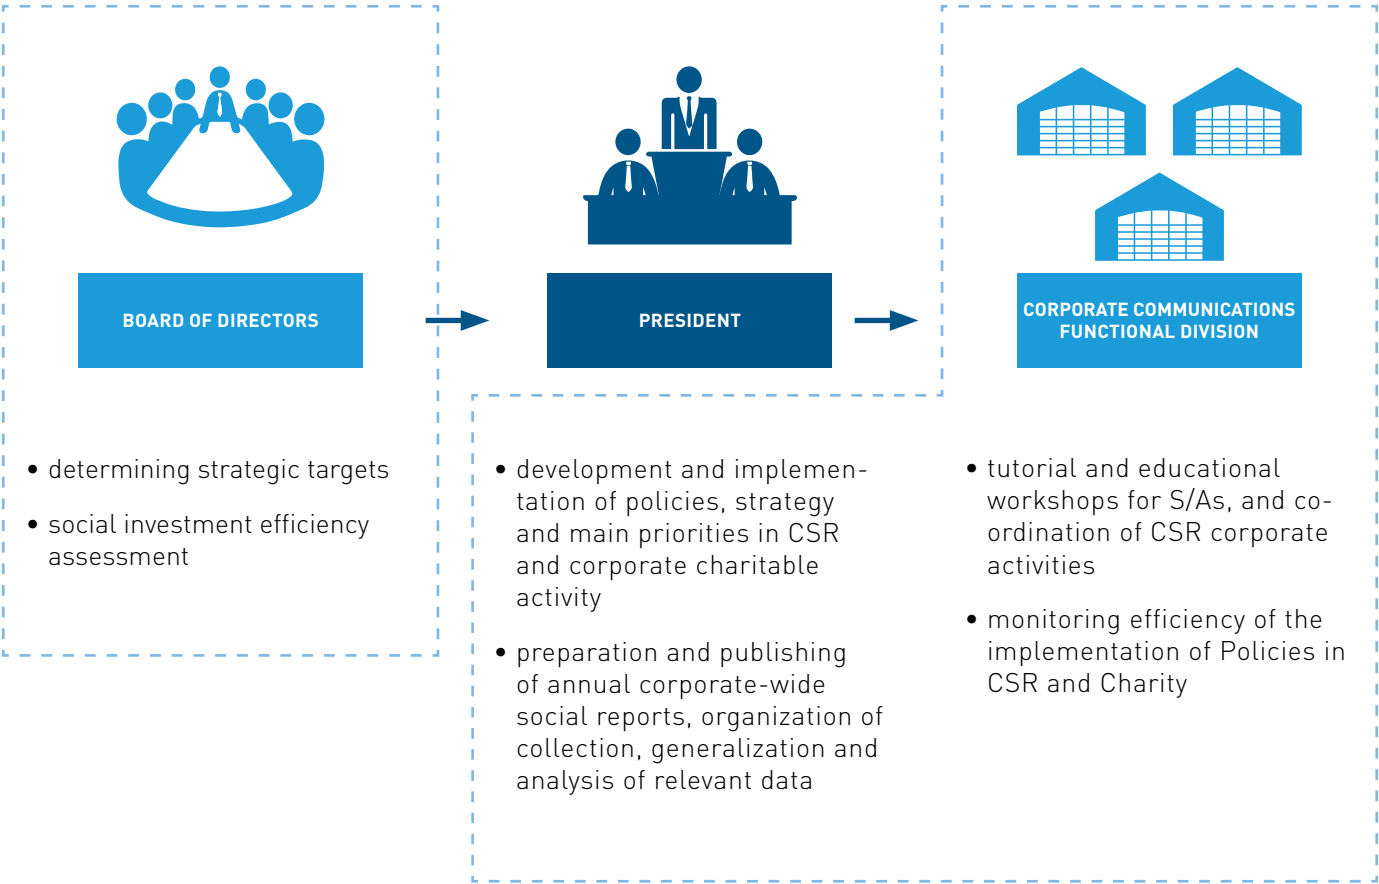 BOARD OF DIRECTORS
PRESIDENT
CORPORATE COMMUNICATIONS
FUNCTIONAL DIVISION
• determining strategic targets
• social investment efficiency
assessment
• development and implemen-
tation of policies, strategy
and main priorities in CSR
and corporate charitable
activity
• preparation and publishing
of annual corporate-wide
social reports, organization of
collection, generalization and
analysis of relevant data
• tutorial and educational
workshops for S/As, and co-
ordination of CSR corporate
activities
• monitoring efficiency of the
implementation of Policies in
CSR and Charity